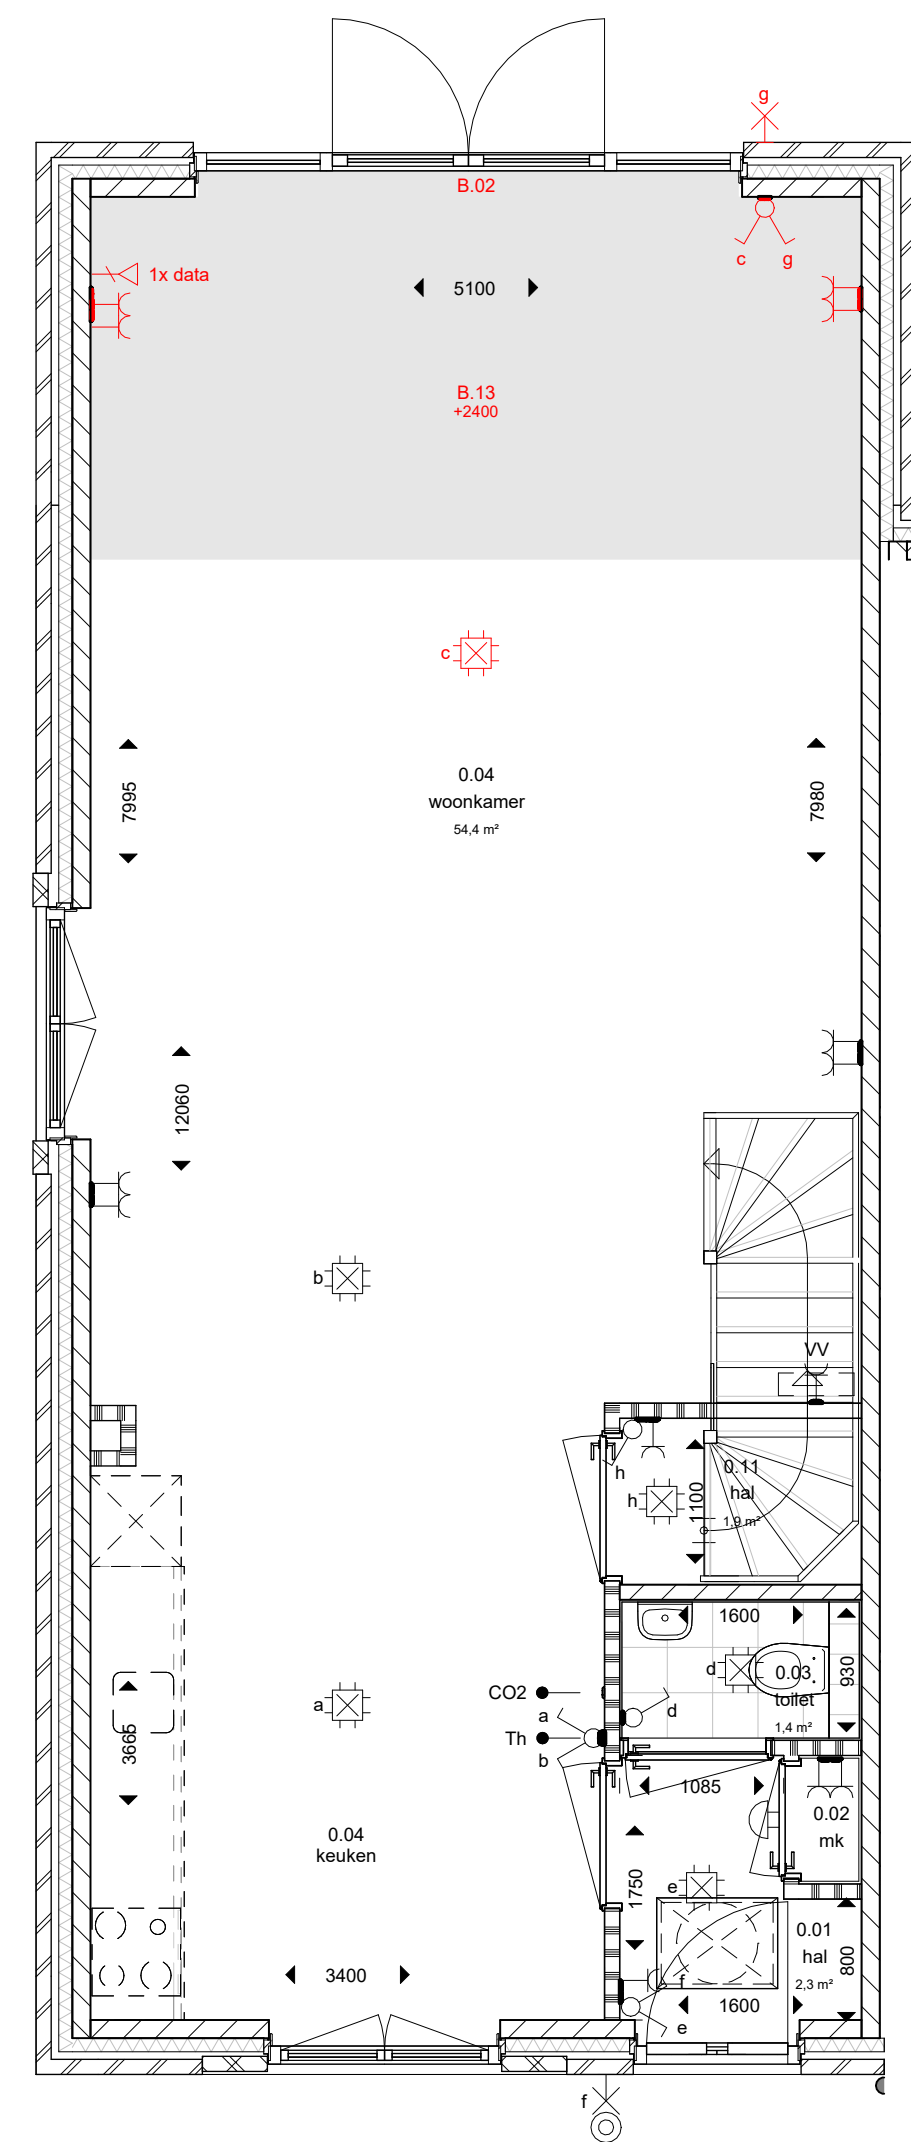 g
B.02
c g
1x data
5100
B.13
+2400
c
7995
7980
0.04
woonkamer
54,4 m²
12060
b
VV
h
0.11
hal
1,9 m²
h
1100
1600
930
d
0.03
toilet
1,4 m²
CO2
a
d
a
Th
b
3665
1085
0.02
mk
0.04
keuken
e
1750
0.01
hal
2,3 m²
800
3400
f
1600
e
f